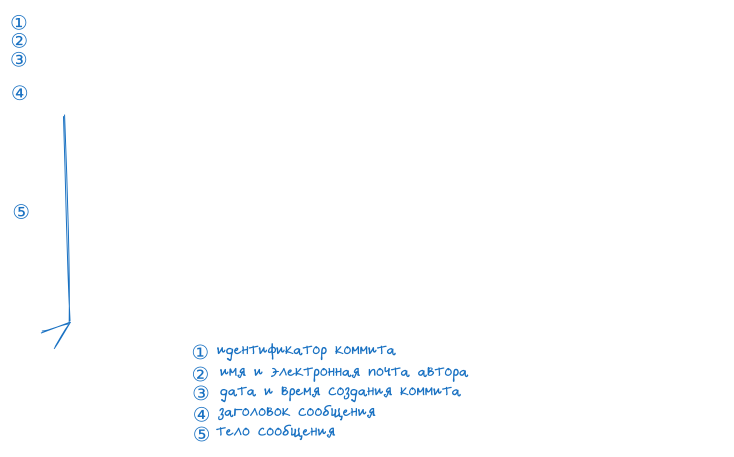 ①
②
③
④
⑤
① идентификатор коммита
② имя и электронная почта автора
③ дата и время создания коммита
④ заголовок сообщения
⑤ тело сообщения